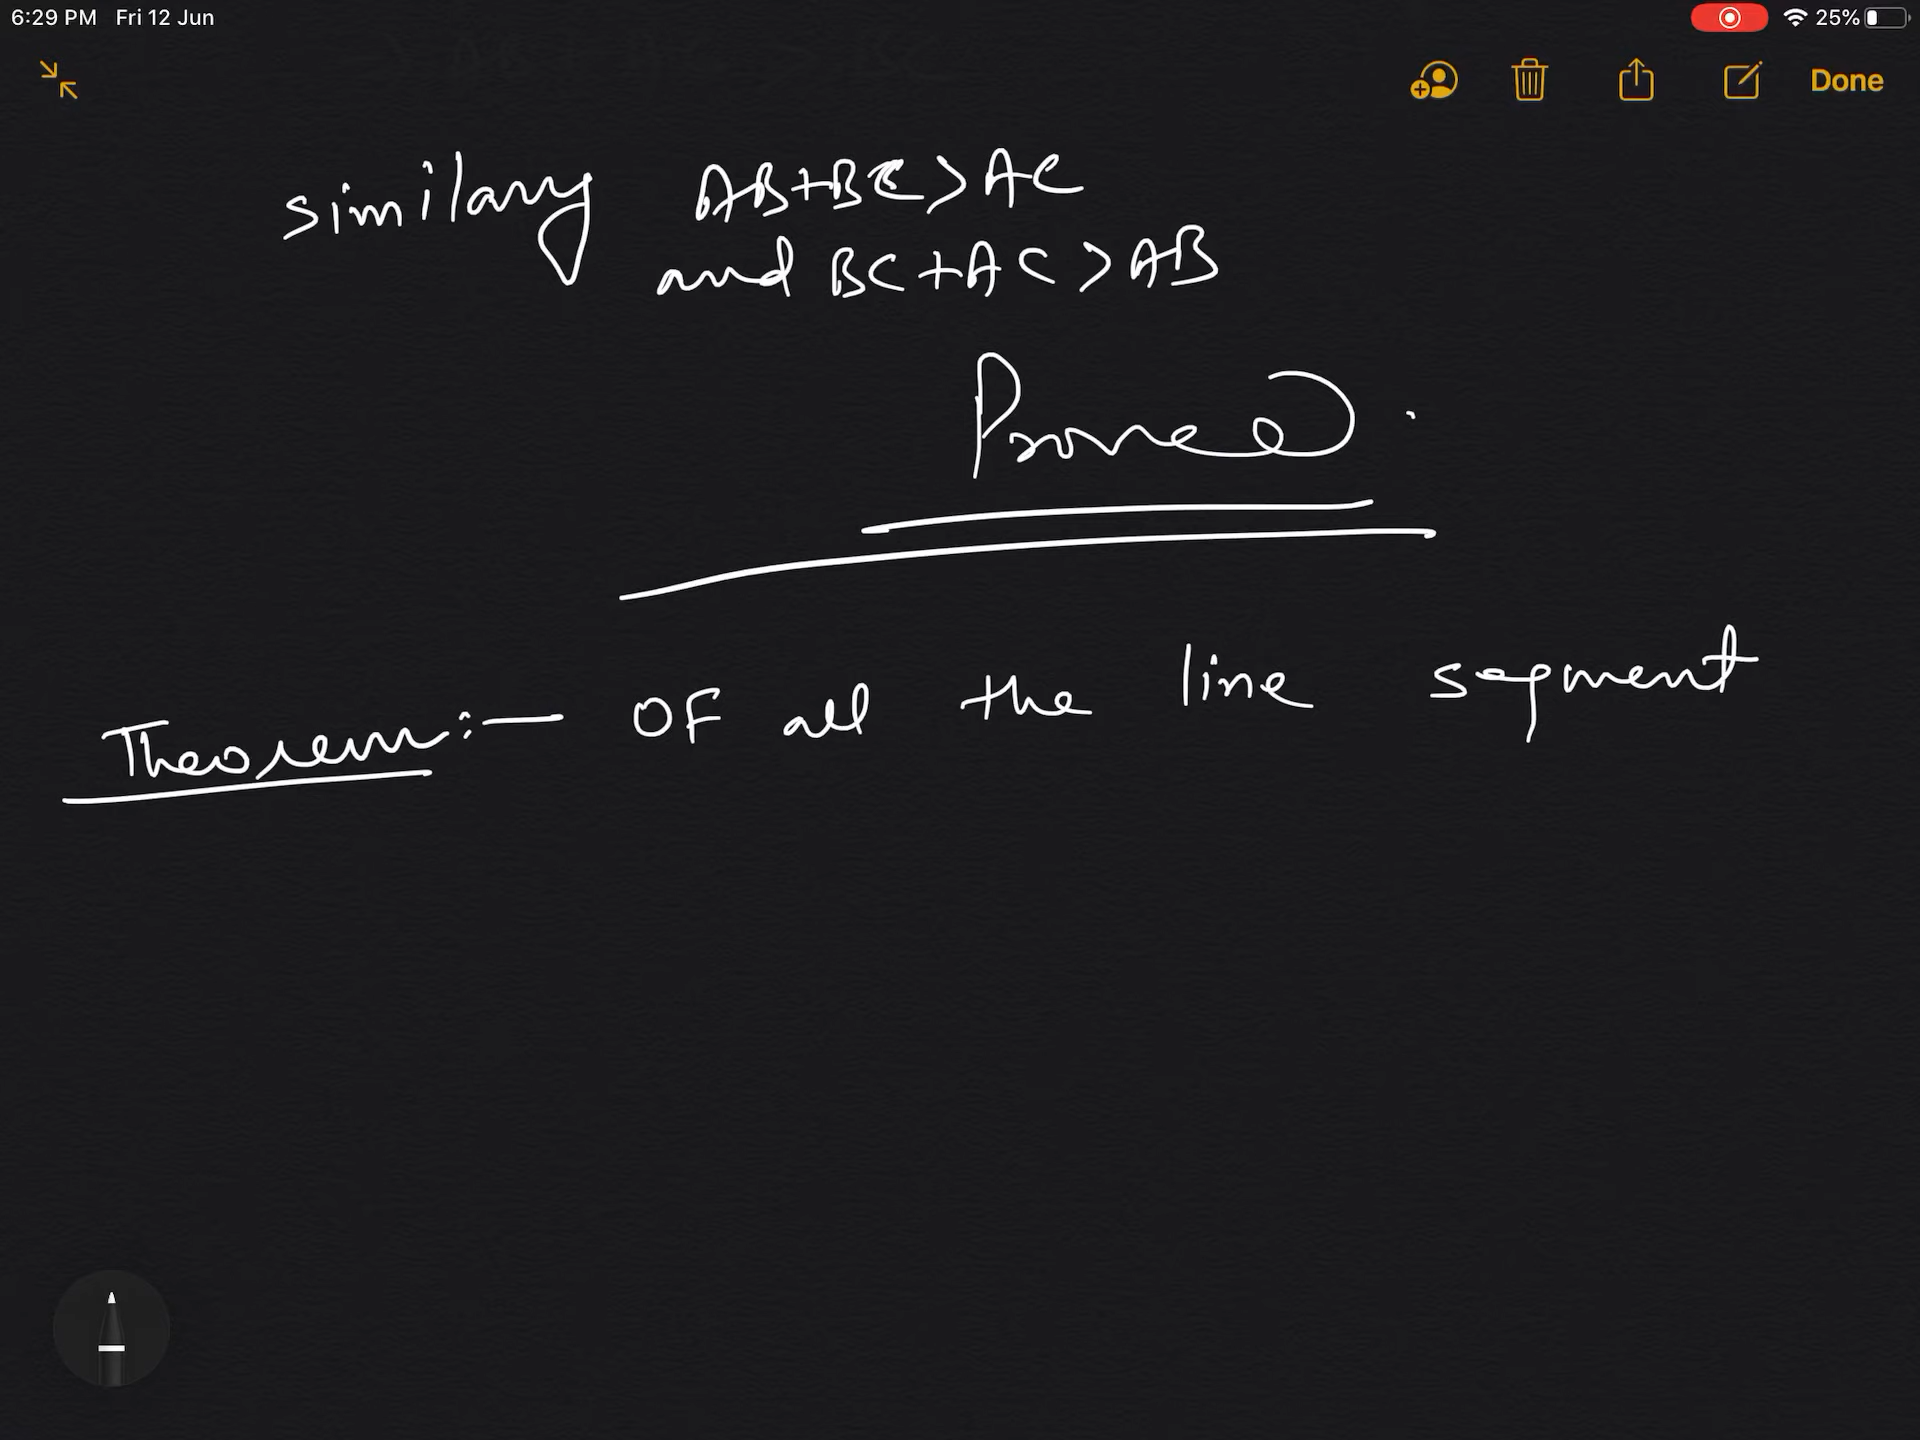 6:29 PM Fri 12 Jun 25%
Done
similary AB+BC>AC
and BC+AC>AB
Proved.
Theorem:— OF all the line segment